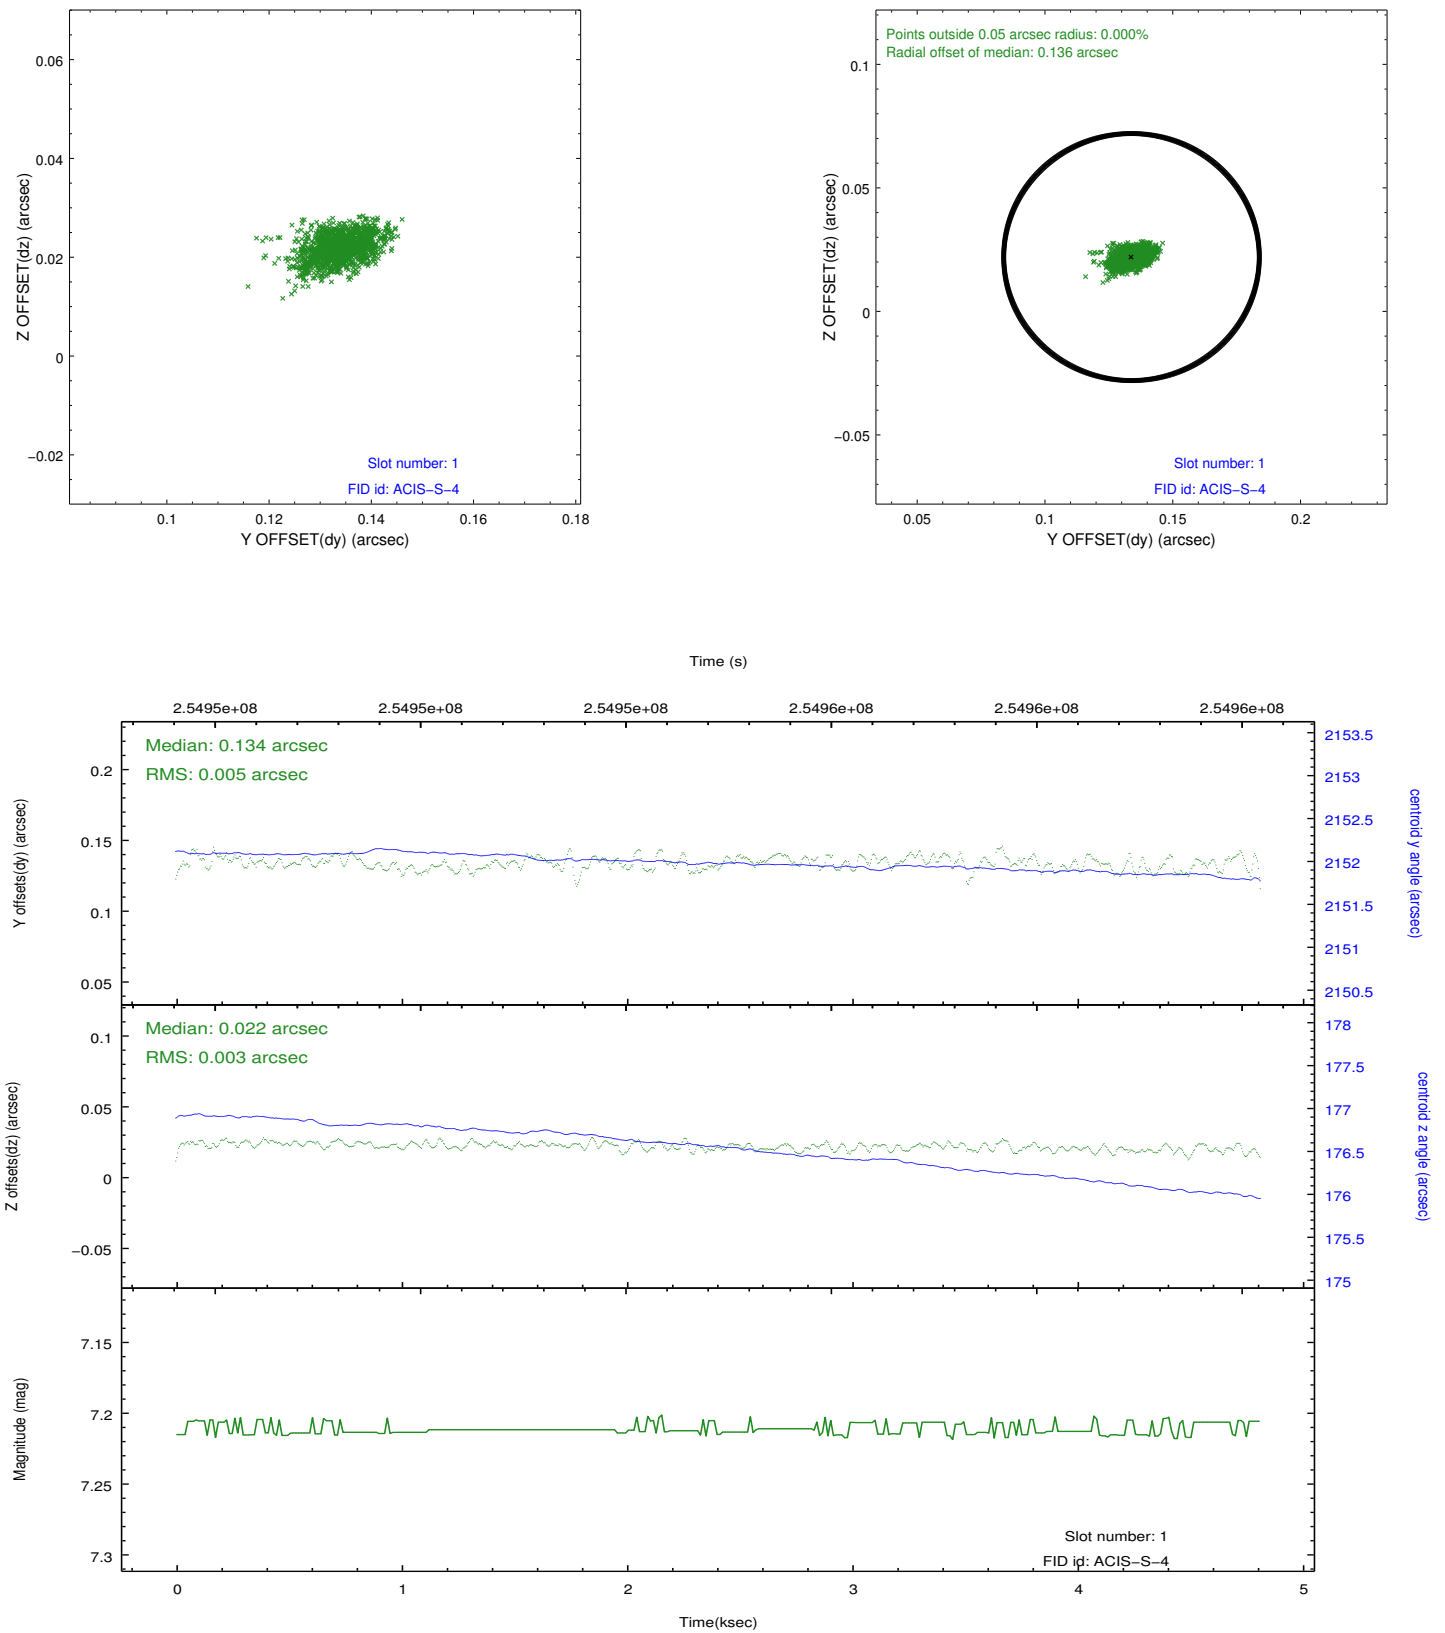 0.06
0.04
0.02
0
−0.02
Z OFFSET(dz) (arcsec)
Slot number: 1
FID id: ACIS−S−4
0.1 0.12 0.14 0.16 0.18
Y OFFSET(dy) (arcsec)
Points outside 0.05 arcsec radius: 0.000%
Radial offset of median: 0.136 arcsec
0.1
0.05
0
−0.05
Z OFFSET(dz) (arcsec)
Slot number: 1
FID id: ACIS−S−4
0.05 0.1 0.15 0.2
Y OFFSET(dy) (arcsec)
Time (s)
2.5495e+08 2.5495e+08 2.5495e+08 2.5496e+08 2.5496e+08 2.5496e+08
Median: 0.134 arcsec
RMS: 0.005 arcsec
0.2
0.15
0.1
0.05
Y offsets(dy) (arcsec)
2153.5
2153
2152.5
2152
2151.5
2151
2150.5
centroid y angle (arcsec)
Median: 0.022 arcsec
RMS: 0.003 arcsec
0.1
0.05
0
−0.05
Z offsets(dz) (arcsec)
178
177.5
177
176.5
176
175.5
175
centroid z angle (arcsec)
7.15
7.2
7.25
7.3
Magnitude (mag)
Slot number: 1
FID id: ACIS−S−4
0 1 2 3 4 5
Time(ksec)